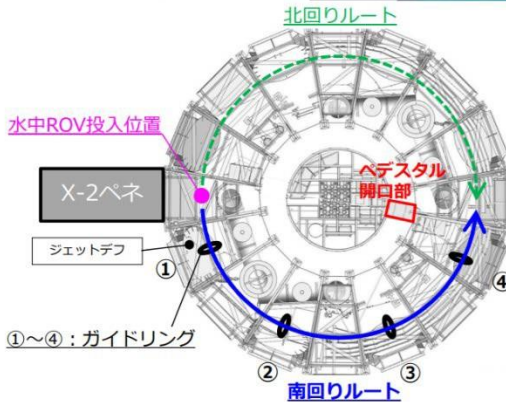 北回りルート
水中ROV投入位置
ペデスタル
開口部
X-2ペネ
ジェットデフ
①
①～④：ガイドリング
②
③
④
南回りルート